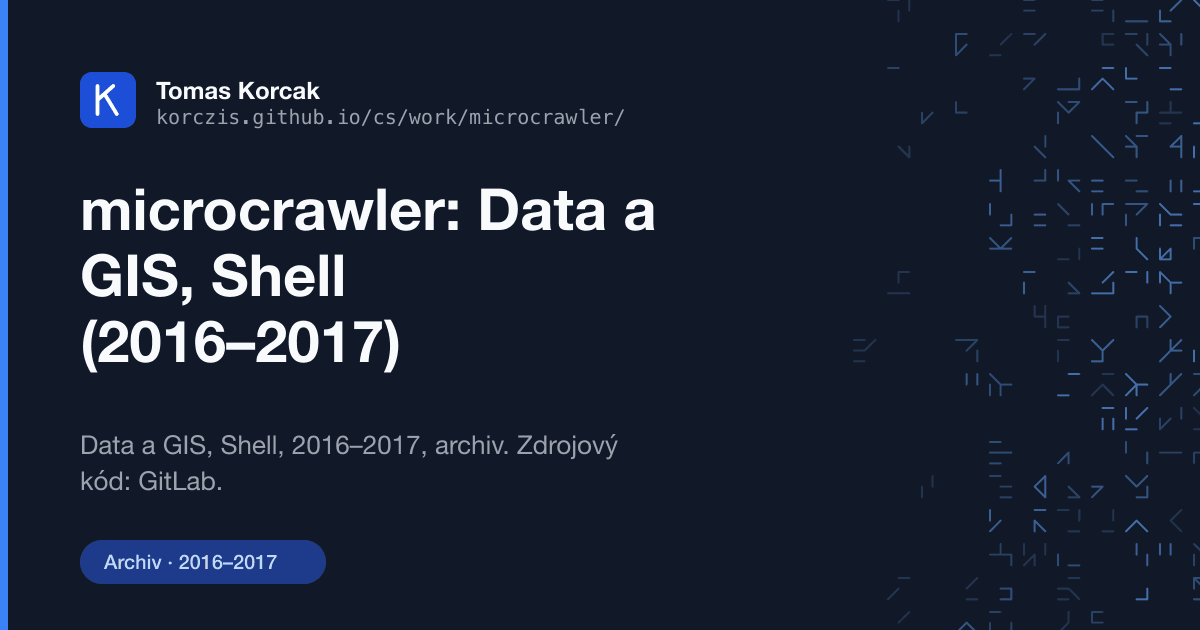 K
Tomas Korcak
korczis.github.io/cs/work/microcrawler/
microcrawler: Data a
GIS, Shell
(2016–2017)
Data a GIS, Shell, 2016–2017, archiv. Zdrojový
kód: GitLab.
Archiv · 2016–2017